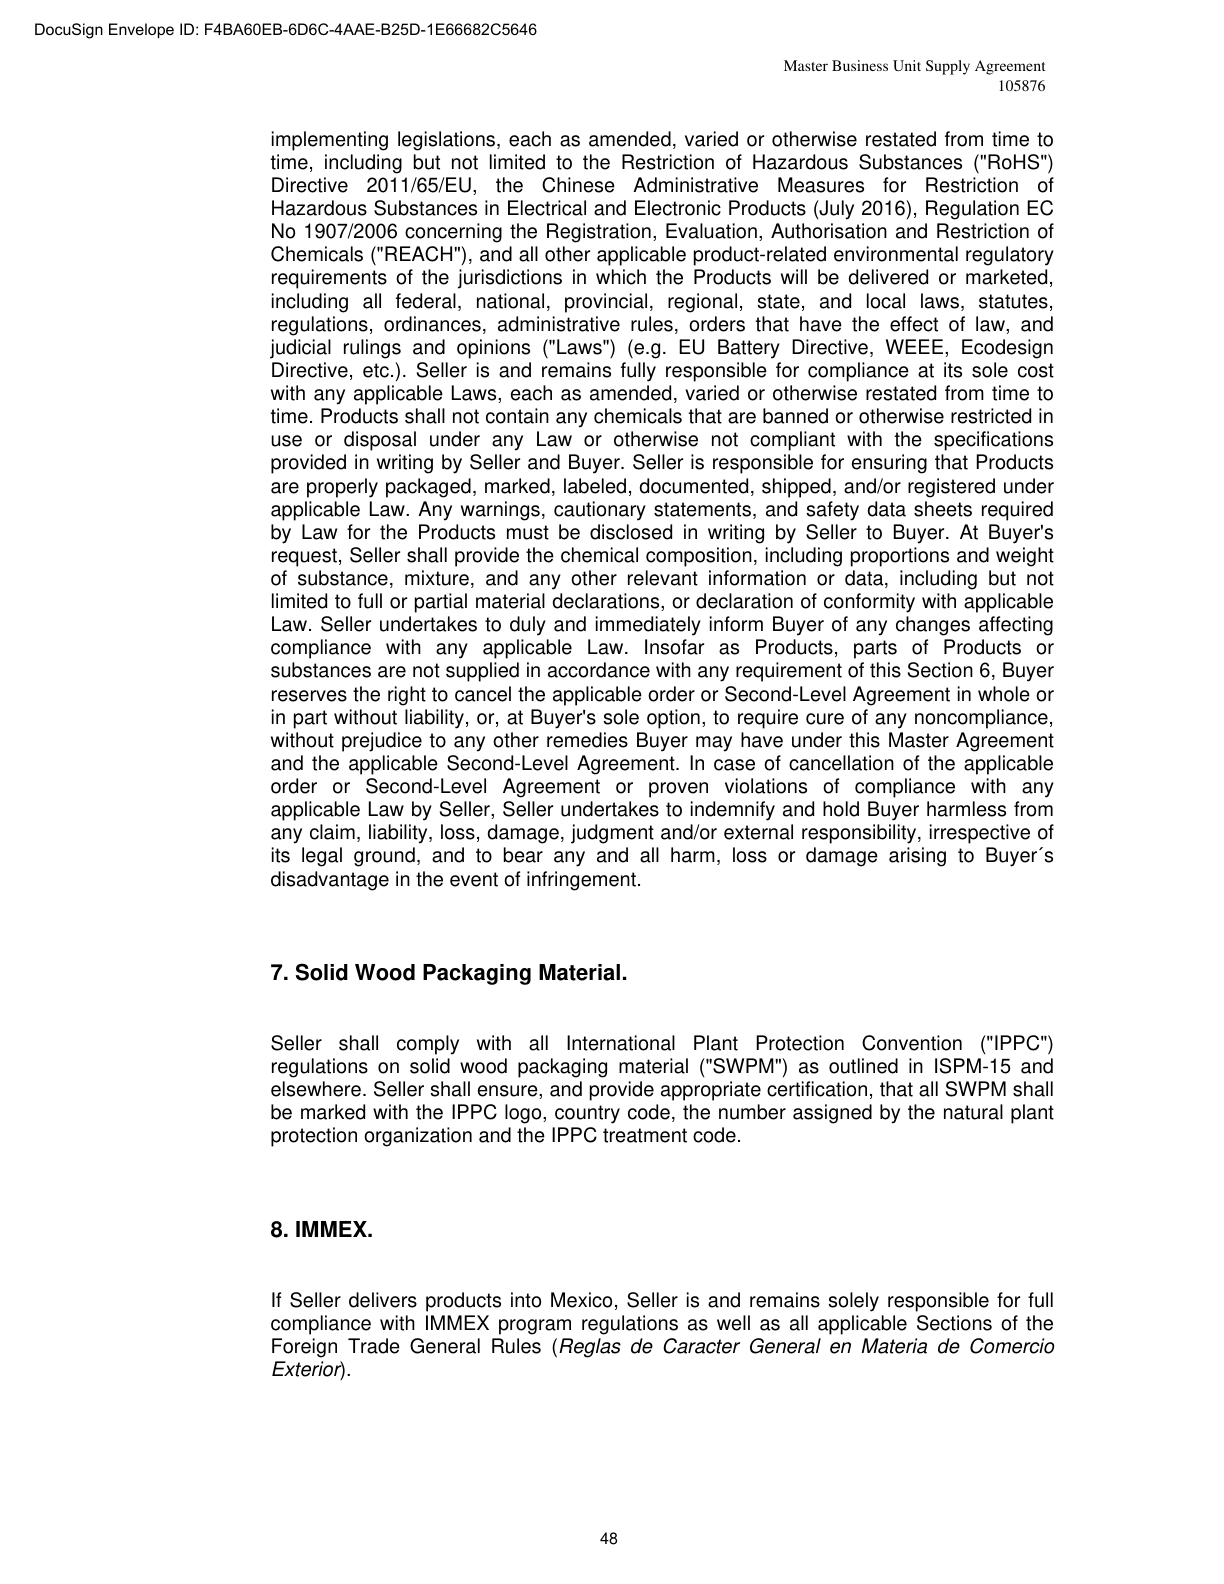 DocuSign Envelope ID: F4BA60EB-6D6C-4AAE-B25D-1E66682C5646
Master Business Unit Supply Agreement
105876
implementing legislations, each as amended, varied or otherwise restated from time to
time, including but not limited to the Restriction of Hazardous Substances ("RoHS")
Directive 2011/65/EU, the Chinese Administrative Measures for Restriction of
Hazardous Substances in Electrical and Electronic Products (July 2016), Regulation EC
No 1907/2006 concerning the Registration, Evaluation, Authorisation and Restriction of
Chemicals ("REACH"), and all other applicable product-related environmental regulatory
requirements of the jurisdictions in which the Products will be delivered or marketed,
including all federal, national, provincial, regional, state, and local laws, statutes,
regulations, ordinances, administrative rules, orders that have the effect of law, and
judicial rulings and opinions ("Laws") (e.g. EU Battery Directive, WEEE, Ecodesign
Directive, etc.). Seller is and remains fully responsible for compliance at its sole cost
with any applicable Laws, each as amended, varied or otherwise restated from time to
time. Products shall not contain any chemicals that are banned or otherwise restricted in
use or disposal under any Law or otherwise not compliant with the specifications
provided in writing by Seller and Buyer. Seller is responsible for ensuring that Products
are properly packaged, marked, labeled, documented, shipped, and/or registered under
applicable Law. Any warnings, cautionary statements, and safety data sheets required
by Law for the Products must be disclosed in writing by Seller to Buyer. At Buyer's
request, Seller shall provide the chemical composition, including proportions and weight
of substance, mixture, and any other relevant information or data, including but not
limited to full or partial material declarations, or declaration of conformity with applicable
Law. Seller undertakes to duly and immediately inform Buyer of any changes affecting
compliance with any applicable Law. Insofar as Products, parts of Products or
substances are not supplied in accordance with any requirement of this Section 6, Buyer
reserves the right to cancel the applicable order or Second-Level Agreement in whole or
in part without liability, or, at Buyer's sole option, to require cure of any noncompliance,
without prejudice to any other remedies Buyer may have under this Master Agreement
and the applicable Second-Level Agreement. In case of cancellation of the applicable
order or Second-Level Agreement or proven violations of compliance with any
applicable Law by Seller, Seller undertakes to indemnify and hold Buyer harmless from
any claim, liability, loss, damage, judgment and/or external responsibility, irrespective of
its legal ground, and to bear any and all harm, loss or damage arising to Buyer´s
disadvantage in the event of infringement.
7. Solid Wood Packaging Material.
Seller shall comply with all International Plant Protection Convention ("IPPC")
regulations on solid wood packaging material ("SWPM") as outlined in ISPM-15 and
elsewhere. Seller shall ensure, and provide appropriate certification, that all SWPM shall
be marked with the IPPC logo, country code, the number assigned by the natural plant
protection organization and the IPPC treatment code.
8. IMMEX.
If Seller delivers products into Mexico, Seller is and remains solely responsible for full
compliance with IMMEX program regulations as well as all applicable Sections of the
Foreign Trade General Rules (Reglas de Caracter General en Materia de Comercio
Exterior).
48